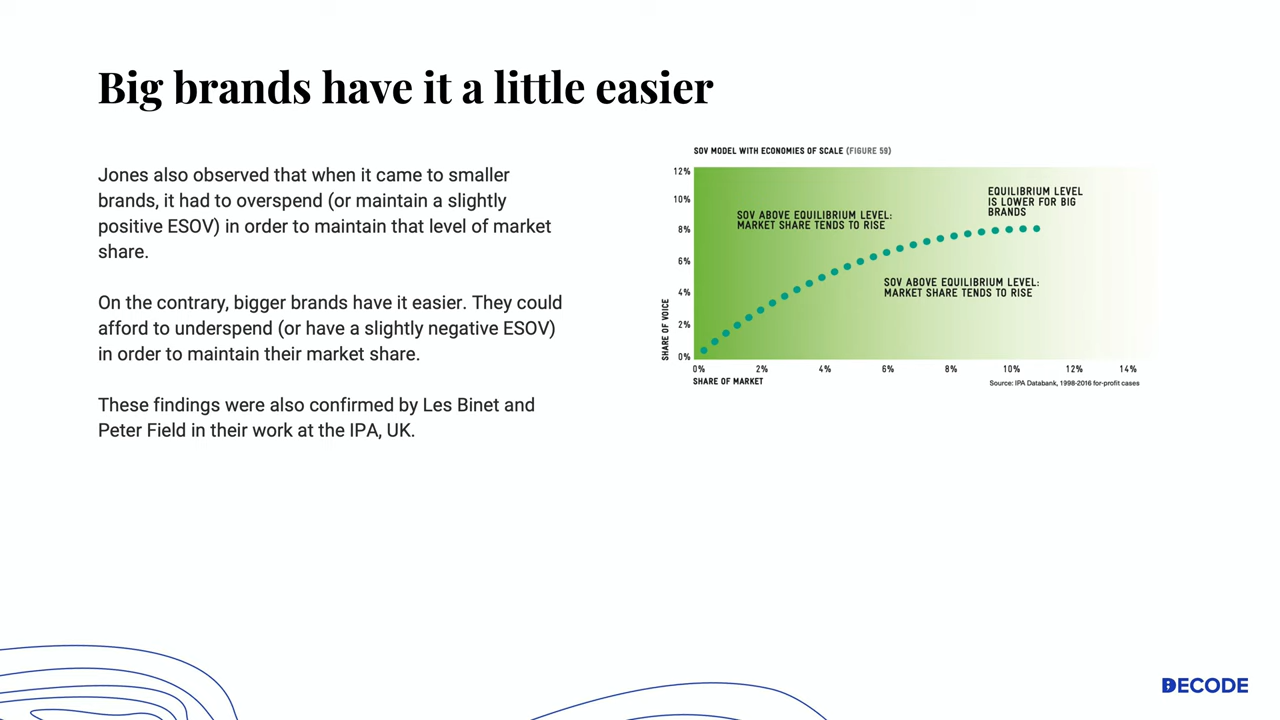 Big brands have it a little easier
Jones also observed that when it came to smaller
brands, it had to overspend (or maintain a slightly
positive ESOV) in order to maintain that level of market
share.
On the contrary, bigger brands have it easier. They could
afford to underspend (or have a slightly negative ESOV)
in order to maintain their market share.
These findings were also confirmed by Les Binet and
Peter Field in their work at the IPA, UK.
SOV MODEL WITH ECONOMIES OF SCALE (FIGURE 59)
12%
10%
8%
6%
4%
2%
0%
SHARE OF VOICE
SOV ABOVE EQUILIBRIUM LEVEL:
MARKET SHARE TENDS TO RISE
EQUILIBRIUM LEVEL
IS LOWER FOR BIG
BRANDS
SOV ABOVE EQUILIBRIUM LEVEL:
MARKET SHARE TENDS TO RISE
0% 2% 4% 6% 8% 10% 12% 14%
SHARE OF MARKET
Source: IPA Databank, 1998-2016 for-profit cases
DECODE